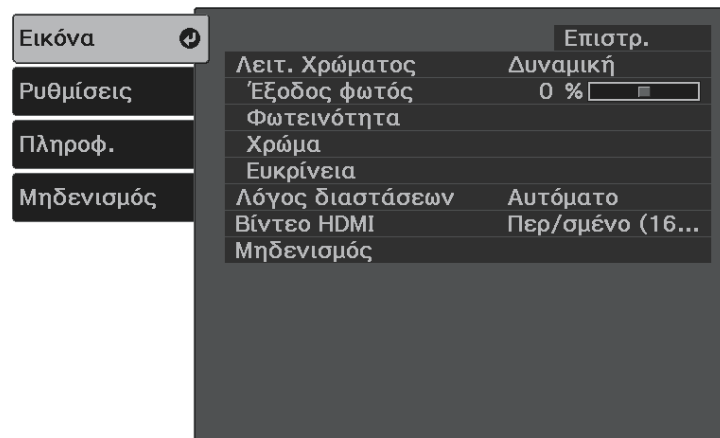 Εικόνα
Ρυθμίσεις
Πληροφ.
Μηδενισμός
Επιστρ.
Λειτ. Χρώματος Δυναμική
Έξοδος φωτός 0 %
Φωτεινότητα
Χρώμα
Ευκρίνεια
Λόγος διαστάσεων Αυτόματο
Βίντεο HDMI Περ/σμένο (16...
Μηδενισμός